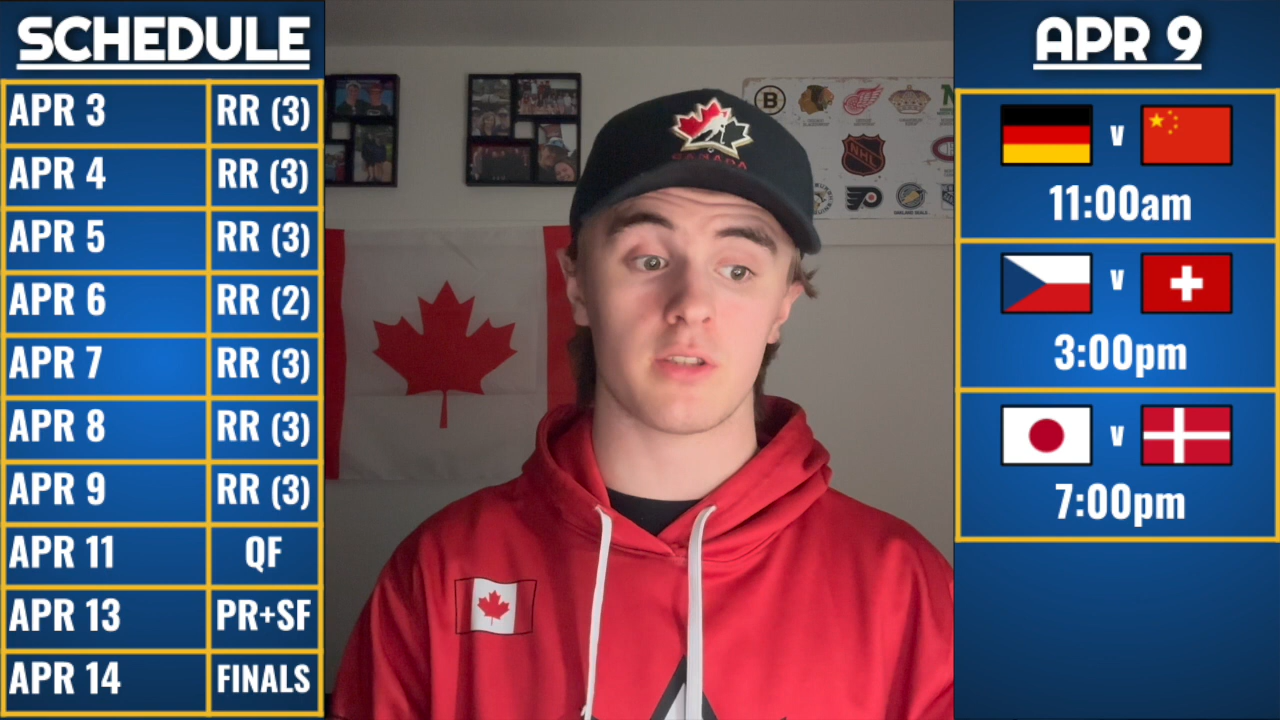 SCHEDULE
APR 3 RR (3)
APR 4 RR (3)
APR 5 RR (3)
APR 6 RR (2)
APR 7 RR (3)
APR 8 RR (3)
APR 9 RR (3)
APR 11 QF
APR 13 PR+SF
APR 14 FINALS
CANADA
B
NHL
APR 9
v
11:00am
v
3:00pm
v
7:00pm